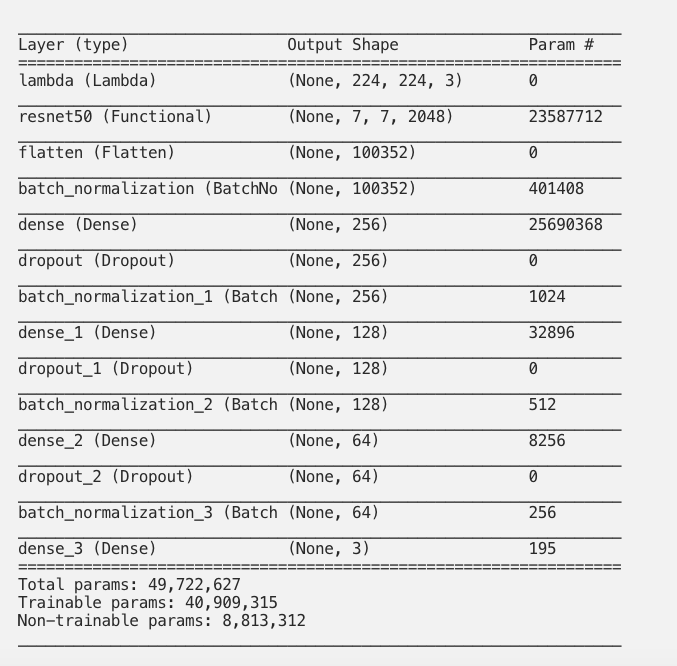 Layer (type) Output Shape Param #
lambda (Lambda) (None, 224, 224, 3) 0
resnet50 (Functional) (None, 7, 7, 2048) 23587712
flatten (Flatten) (None, 100352) 0
batch_normalization (BatchNo (None, 100352) 401408
dense (Dense) (None, 256) 25690368
dropout (Dropout) (None, 256) 0
batch_normalization_1 (Batch (None, 256) 1024
dense_1 (Dense) (None, 128) 32896
dropout_1 (Dropout) (None, 128) 0
batch_normalization_2 (Batch (None, 128) 512
dense_2 (Dense) (None, 64) 8256
dropout_2 (Dropout) (None, 64) 0
batch_normalization_3 (Batch (None, 64) 256
dense_3 (Dense) (None, 3) 195
Total params: 49,722,627
Trainable params: 40,909,315
Non-trainable params: 8,813,312